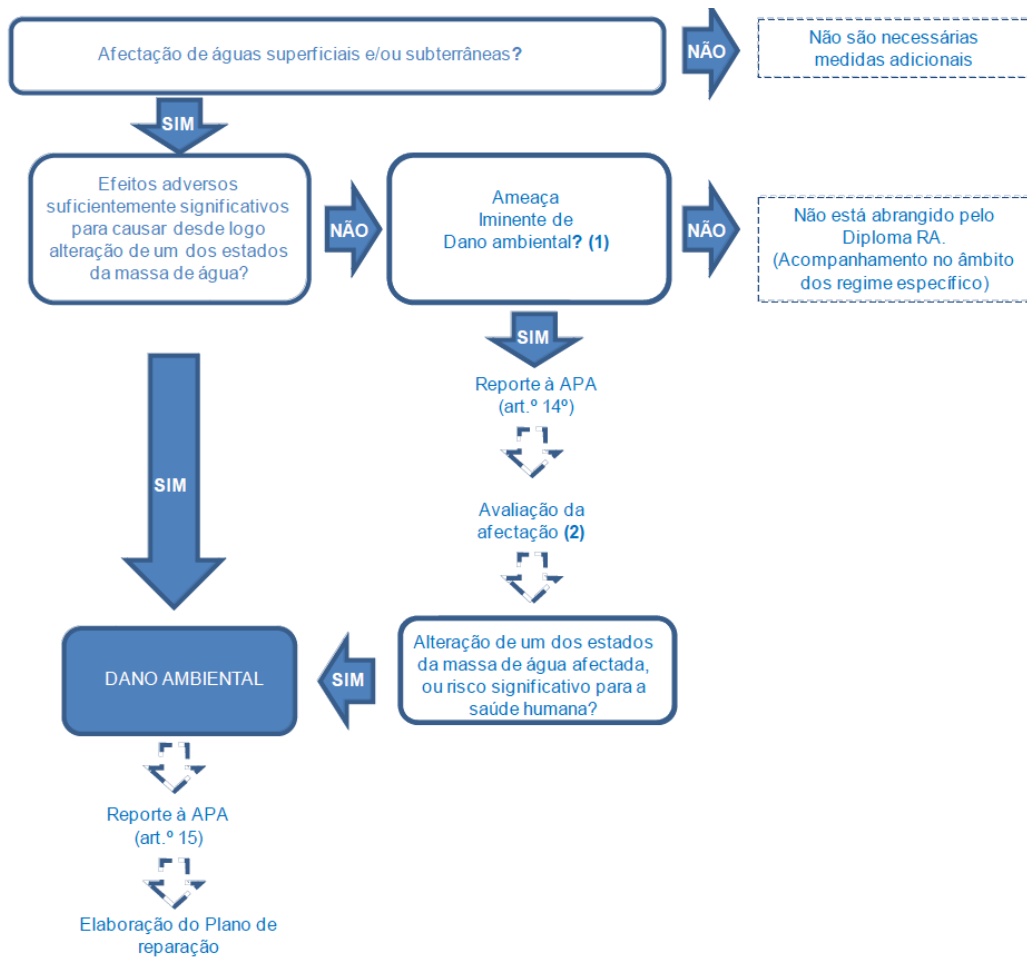 Afectação de águas superficiais e/ou subterrâneas?
NÃO
Não são necessárias
medidas adicionais
SIM
Efeitos adversos
suficientemente significativos
para causar desde logo
alteração de um dos estados
da massa de água?
NÃO
Ameaça
Iminente de
Dano ambiental? (1)
NÃO
Não está abrangido pelo
Diploma RA.
(Acompanhamento no âmbito
dos regime específico)
SIM
Reporte à APA
(art.º 14º)
Avaliação da
afectação (2)
SIM
Alteração de um dos estados
da massa de água afectada,
ou risco significativo para a
saúde humana?
SIM
DANO AMBIENTAL
Reporte à APA
(art.º 15)
Elaboração do Plano de
reparação